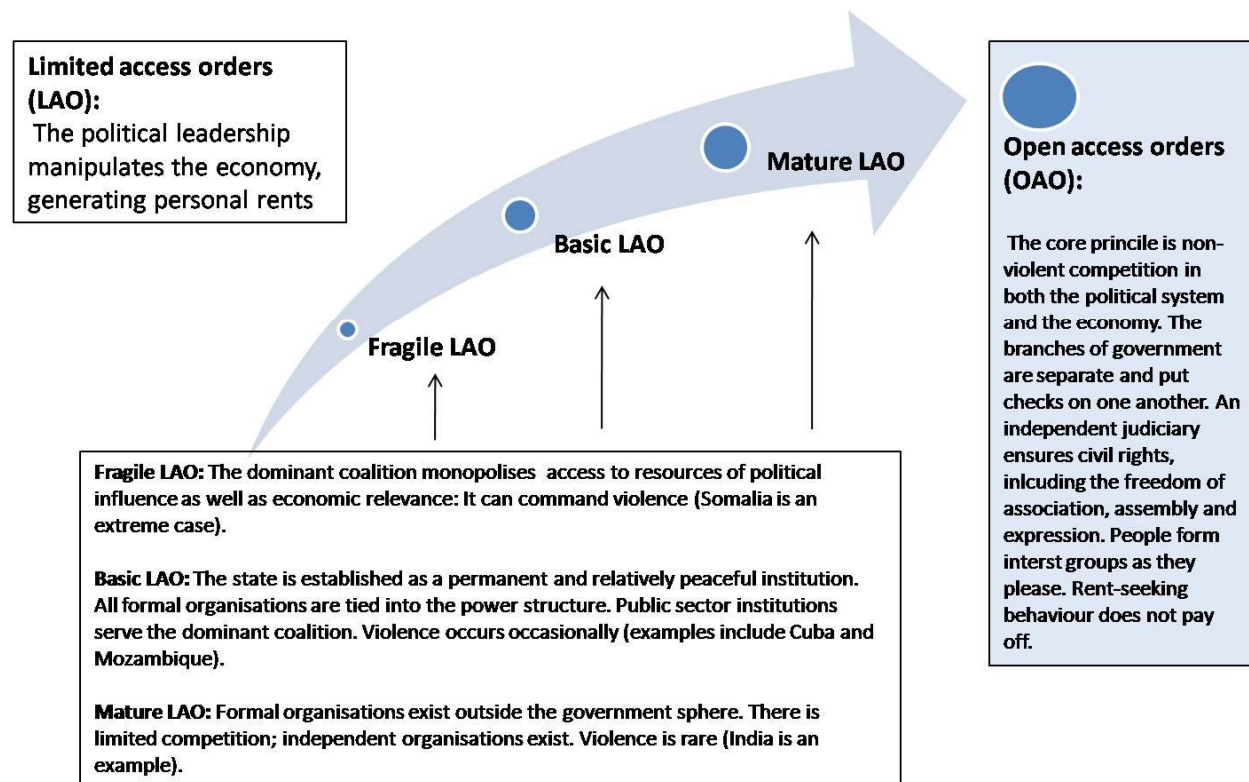 Limited access orders
(LAO):
The political leadership
manipulates the economy,
generating personal rents
Mature LAO
Basic LAO
Fragile LAO
Fragile LAO: The dominant coalition monopolises access to resources of political
influence as well as economic relevance: It can command violence (Somalia is an
extreme case).
Basic LAO: The state is established as a permanent and relatively peaceful institution.
All formal organisations are tied into the power structure. Public sector institutions
serve the dominant coalition. Violence occurs occasionally (examples include Cuba and
Mozambique).
Mature LAO: Formal organisations exist outside the government sphere. There is
limited competition; independent organisations exist. Violence is rare (India is an
example).
Open access orders
(OAO):
The core princile is non-
violent competition in
both the political system
and the economy. The
branches of government
are separate and put
checks on one another. An
independent judiciary
ensures civil rights,
inlcuding the freedom of
association, assembly and
expression. People form
interst groups as they
please. Rent-seeking
behaviour does not pay
off.